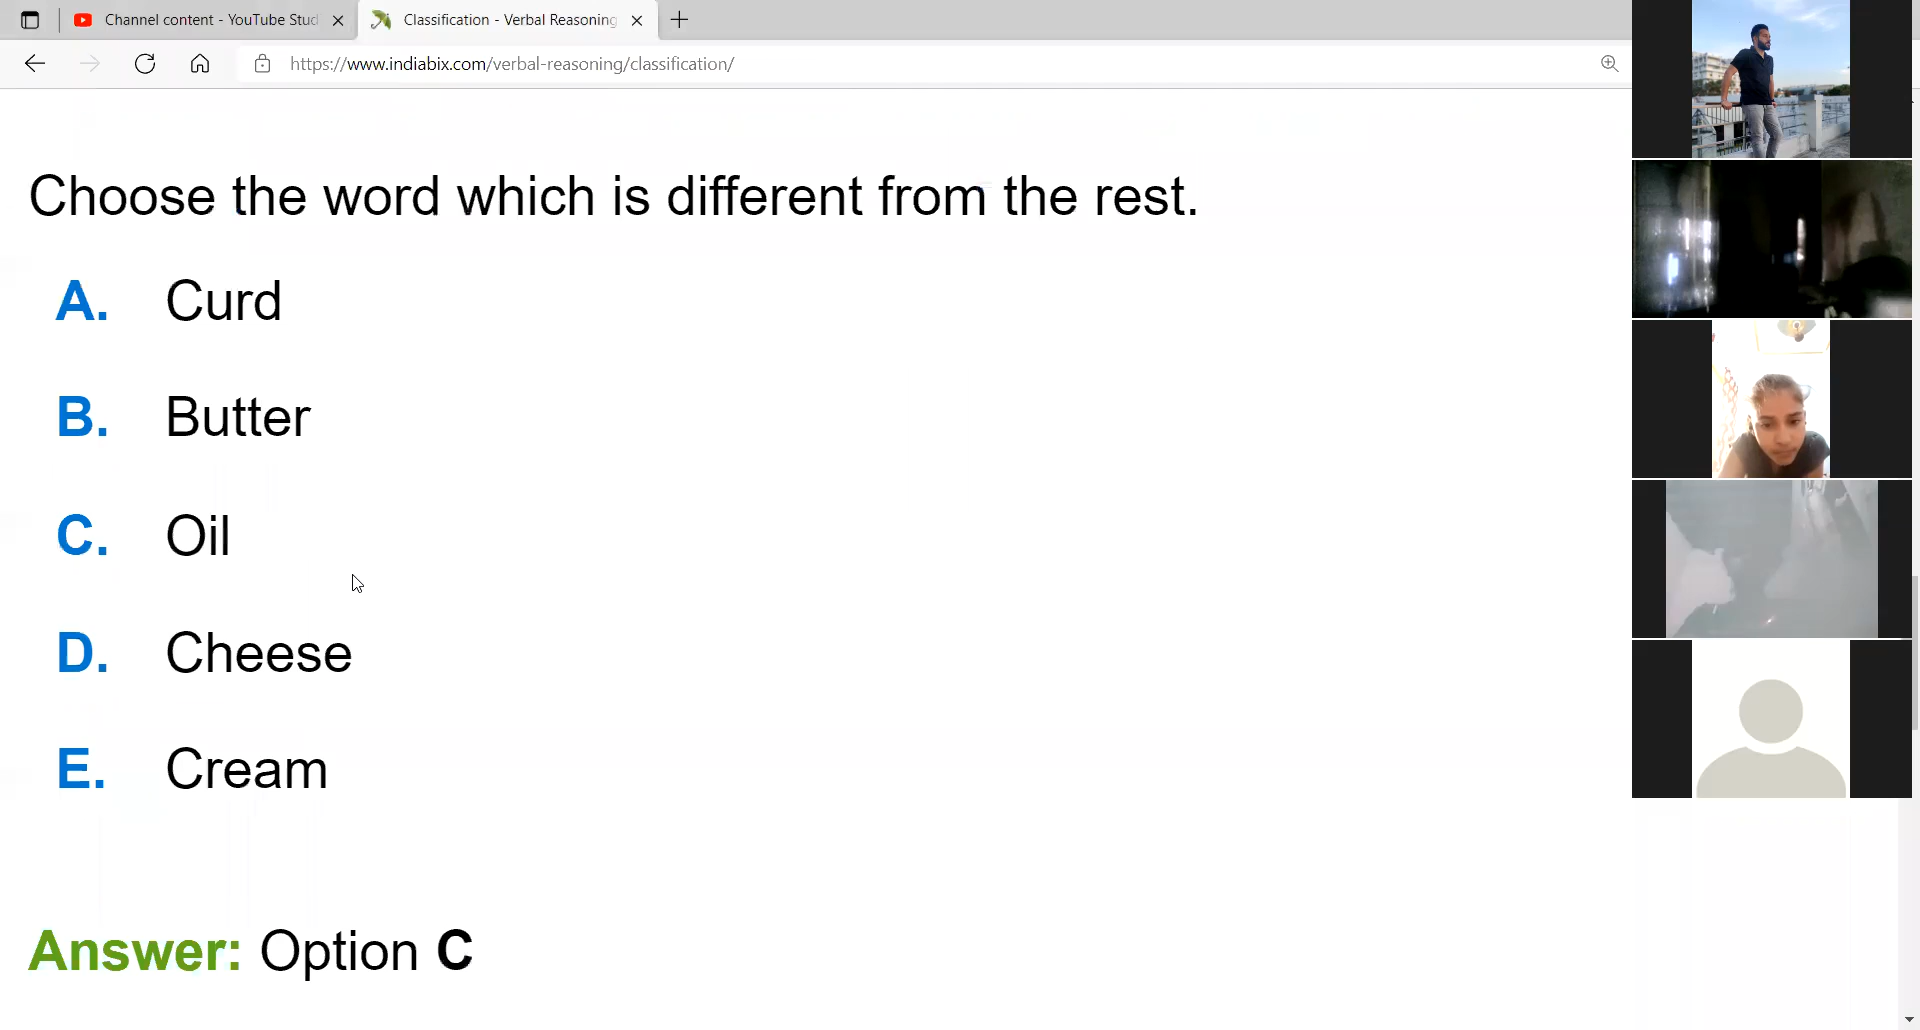 Channel content - YouTube Stud
Classification - Verbal Reasoning
https://www.indiabix.com/verbal-reasoning/classification/
Choose the word which is different from the rest.
A. Curd
B. Butter
C. Oil
D. Cheese
E. Cream
Answer: Option C